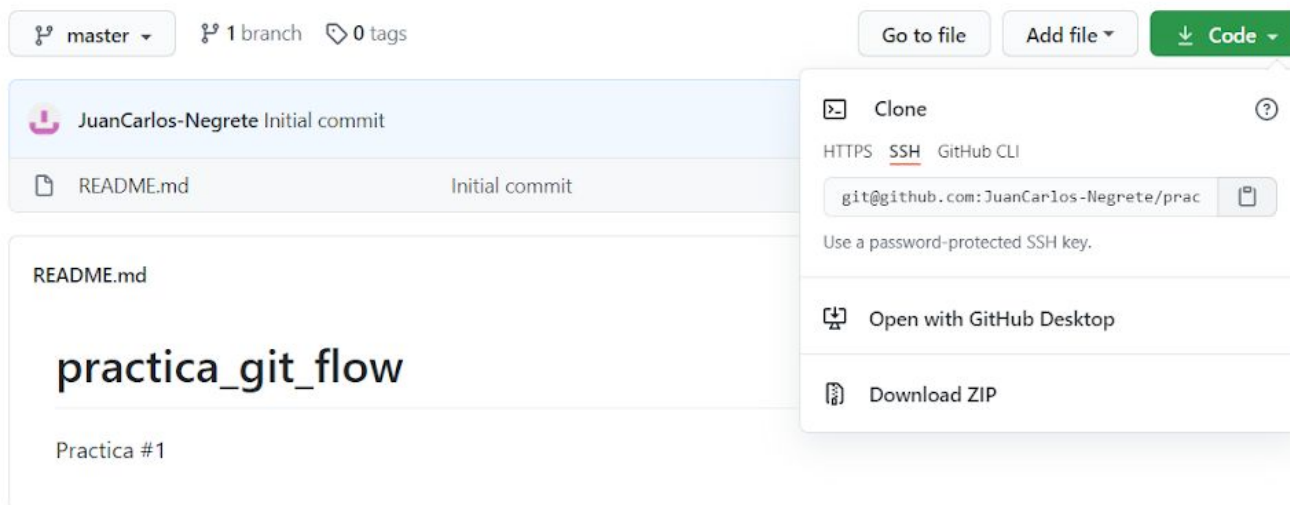 master 1 branch 0 tags Go to file Add file Code
JuanCarlos-Negrete Initial commit
README.md Initial commit
README.md
practica_git_flow
Practica #1
Clone
HTTPS SSH GitHub CLI
git@github.com:JuanCarlos-Negrete/prac
Use a password-protected SSH key.
Open with GitHub Desktop
Download ZIP